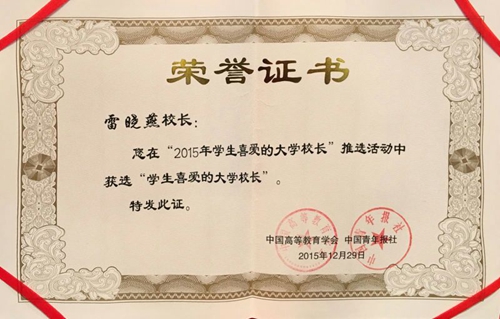 荣誉证书
雷晓燕校长：
您在“2015年学生喜爱的大学校长”推选活动中
获选“学生喜爱的大学校长”。
特发此证。
中国高等教育学会 中国青年报社
2015年12月29日